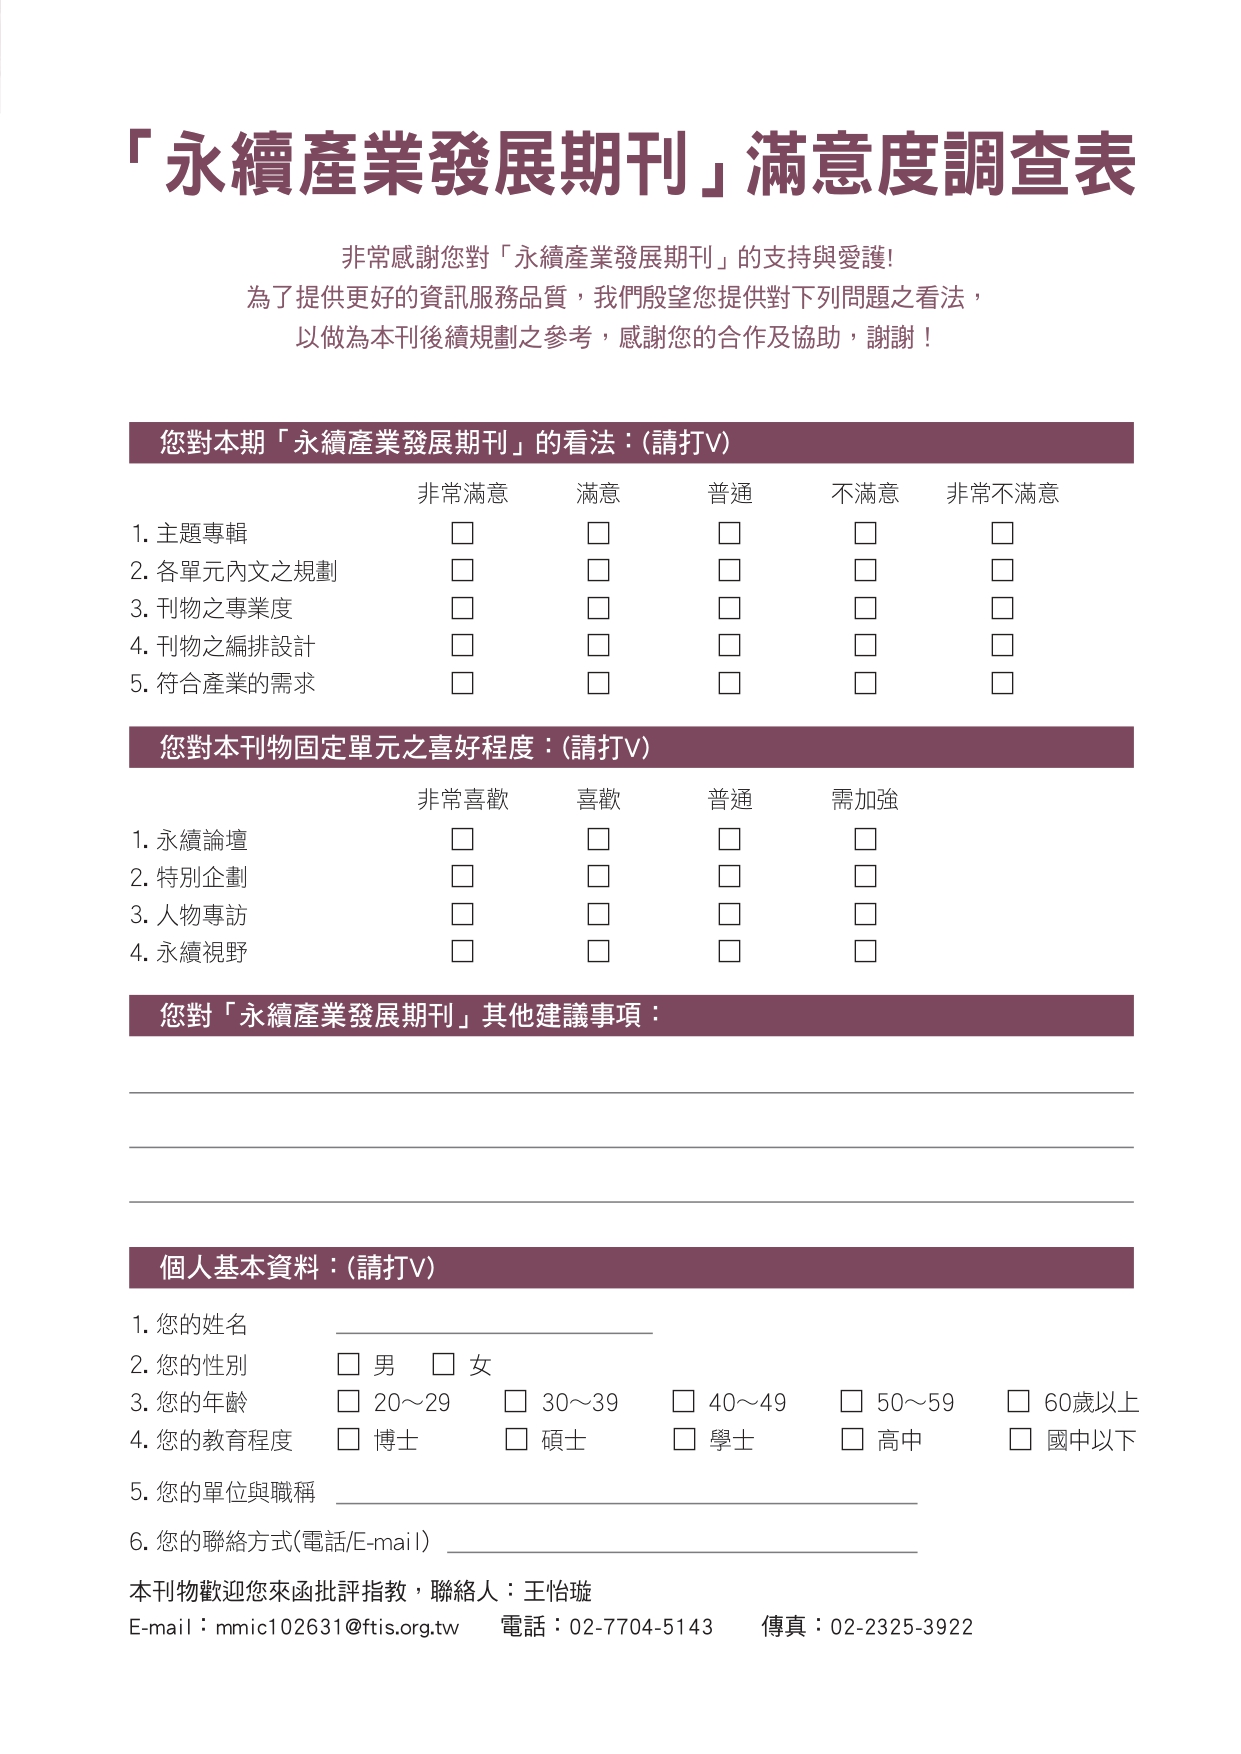 「永續產業發展期刊」滿意度調查表
非常感謝您對「永續產業發展期刊」的支持與愛護!
為了提供更好的資訊服務品質，我們殷望您提供對下列問題之看法，
以做為本刊後續規劃之參考，感謝您的合作及協助，謝謝！
您對本期「永續產業發展期刊」的看法：(請打V)
非常滿意 滿意 普通 不滿意 非常不滿意
1. 主題專輯 □ □ □ □ □
2. 各單元內文之規劃 □ □ □ □ □
3. 刊物之專業度 □ □ □ □ □
4. 刊物之編排設計 □ □ □ □ □
5. 符合產業的需求 □ □ □ □ □
您對本刊物固定單元之喜好程度：(請打V)
非常喜歡 喜歡 普通 需加強
1. 永續論壇 □ □ □ □
2. 特別企劃 □ □ □ □
3. 人物專訪 □ □ □ □
4. 永續視野 □ □ □ □
您對「永續產業發展期刊」其他建議事項：
個人基本資料：(請打V)
1. 您的姓名
2. 您的性別 □ 男 □ 女
3. 您的年齡 □ 20～29 □ 30～39 □ 40～49 □ 50～59 □ 60歲以上
4. 您的教育程度 □ 博士 □ 碩士 □ 學士 □ 高中 □ 國中以下
5. 您的單位與職稱
6. 您的聯絡方式(電話/E-mail)
本刊物歡迎您來函批評指教，聯絡人：王怡璇
E-mail：mmic102631@ftis.org.tw 電話：02-7704-5143 傳真：02-2325-3922